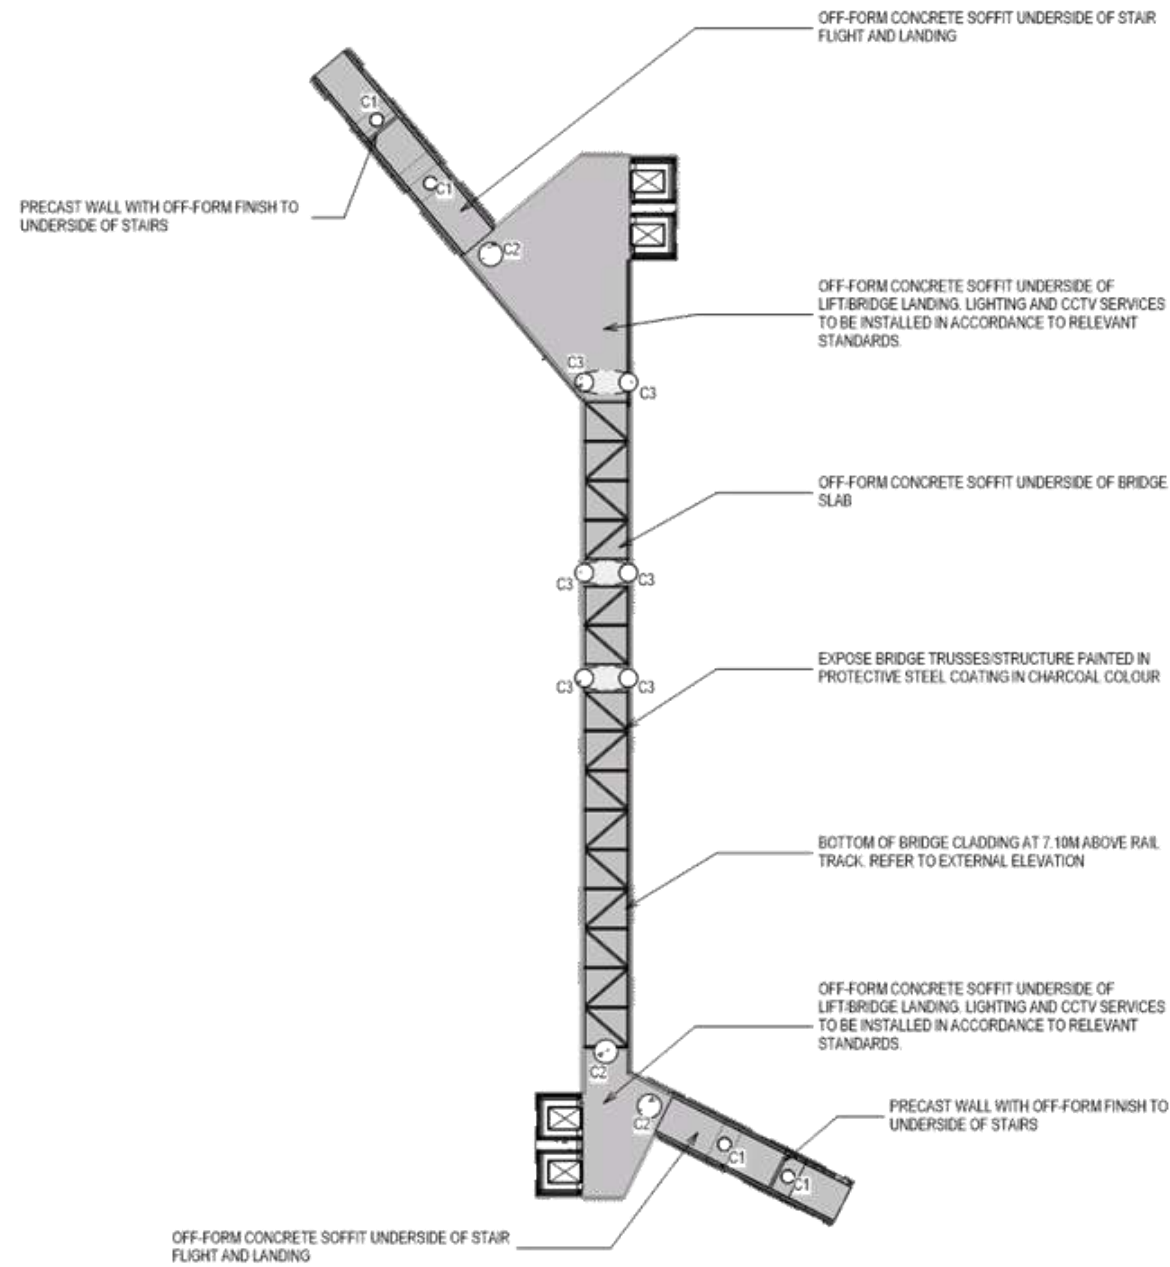 OFF-FORM CONCRETE SOFFIT UNDERSIDE OF STAIR
FLIGHT AND LANDING
C1
C1
PRECAST WALL WITH OFF-FORM FINISH TO
UNDERSIDE OF STAIRS
C2
OFF-FORM CONCRETE SOFFIT UNDERSIDE OF
LIFT/BRIDGE LANDING. LIGHTING AND CCTV SERVICES
TO BE INSTALLED IN ACCORDANCE TO RELEVANT
STANDARDS.
C3
C3
OFF-FORM CONCRETE SOFFIT UNDERSIDE OF BRIDGE
SLAB
C3
C3
EXPOSE BRIDGE TRUSSES/STRUCTURE PAINTED IN
PROTECTIVE STEEL COATING IN CHARCOAL COLOUR
C3
C3
BOTTOM OF BRIDGE CLADDING AT 7.10M ABOVE RAIL
TRACK. REFER TO EXTERNAL ELEVATION
OFF-FORM CONCRETE SOFFIT UNDERSIDE OF
LIFT/BRIDGE LANDING. LIGHTING AND CCTV SERVICES
TO BE INSTALLED IN ACCORDANCE TO RELEVANT
STANDARDS.
C2
C2
PRECAST WALL WITH OFF-FORM FINISH TO
UNDERSIDE OF STAIRS
C1
C1
OFF-FORM CONCRETE SOFFIT UNDERSIDE OF STAIR
FLIGHT AND LANDING